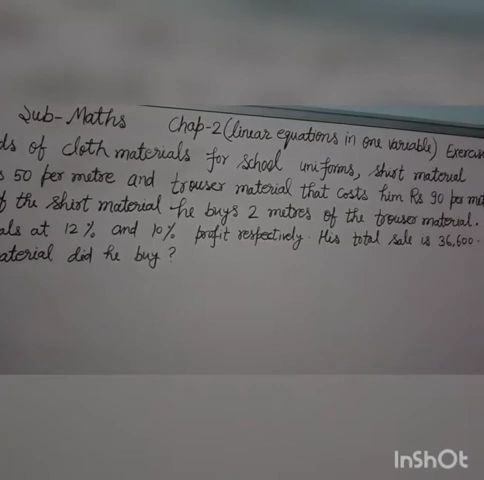 Sub-Maths Chap-2 (linear equations in one variable) Exercise
ds of cloth materials for school uniforms, shirt material
s 50 per metre and trouser material that costs him Rs 90 per met
f the shirt material he buys 2 metres of the trouser material.
als at 12% and 10% profit respectively. His total sale is 36,600.
aterial did he buy?
InShOt